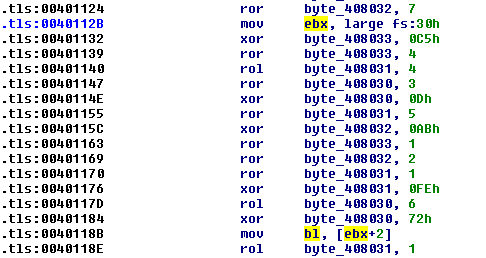 .tls:00401124 ror byte_408032, 7
.tls:0040112B mov ebx, large fs:30h
.tls:00401132 xor byte_408033, 0C5h
.tls:00401139 ror byte_408033, 4
.tls:00401140 rol byte_408031, 4
.tls:00401147 ror byte_408030, 3
.tls:0040114E xor byte_408030, 0Dh
.tls:00401155 ror byte_408031, 5
.tls:0040115C xor byte_408032, 0ABh
.tls:00401163 ror byte_408033, 1
.tls:00401169 ror byte_408032, 2
.tls:00401170 ror byte_408031, 1
.tls:00401176 xor byte_408031, 0FEh
.tls:0040117D rol byte_408030, 6
.tls:00401184 xor byte_408030, 72h
.tls:0040118B mov bl, [ebx+2]
.tls:0040118E rol byte_408031, 1